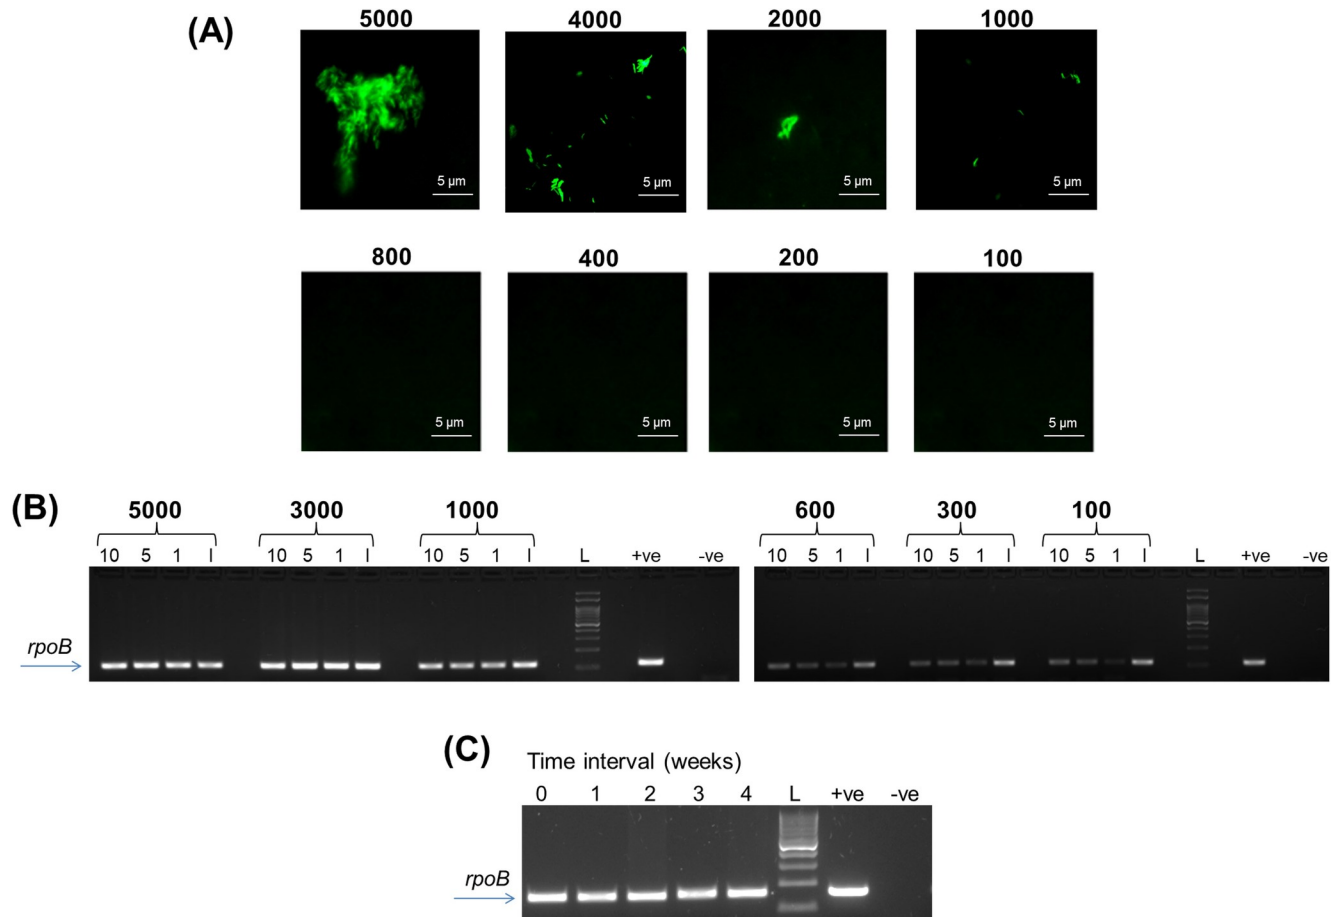 (A)
5000 4000 2000 1000
5 µm 5 µm 5 µm 5 µm
800 400 200 100
5 µm 5 µm 5 µm 5 µm
(B)
5000 3000 1000 600 300 100
10 5 1 I 10 5 1 I 10 5 1 I L +ve -ve 10 5 1 I 10 5 1 I 10 5 1 I L +ve -ve
rpoB
(C)
Time interval (weeks)
0 1 2 3 4 L +ve -ve
rpoB